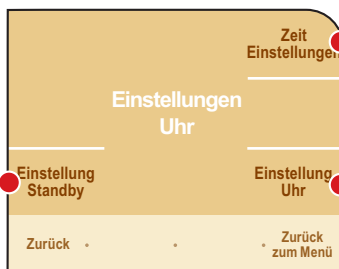 Zeit
Einstellungen
Einstellungen
Uhr
Einstellung
Standby
Einstellung
Uhr
Zurück
Zurück
zum Menü